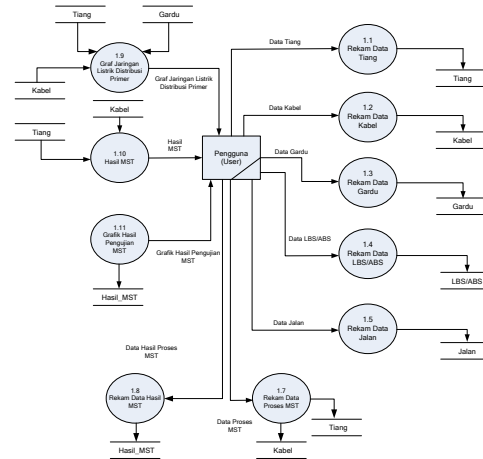 Tiang
Gardu
1.9
Graf Jaringan
Listrik Distribusi
Primer
Kabel
Graf Jaringan Listrik
Distribusi Primer
Kabel
Tiang
1.10
Hasil MST
Hasil
MST
Pengguna
(User)
1.11
Grafik Hasil
Pengujian
MST
Grafik Hasil Pengujian
MST
Hasil_MST
Data Tiang
1.1
Rekam Data
Tiang
Tiang
Data Kabel
1.2
Rekam Data
Kabel
Kabel
Data Gardu
1.3
Rekam Data
Gardu
Gardu
Data LBS/ABS
1.4
Rekam Data
LBS/ABS
LBS/ABS
Data Jalan
1.5
Rekam Data
Jalan
Jalan
Data Hasil Proses
MST
1.8
Rekam Data Hasil
MST
Hasil_MST
Data Proses
MST
1.7
Rekam Data
Proses MST
Tiang
Kabel